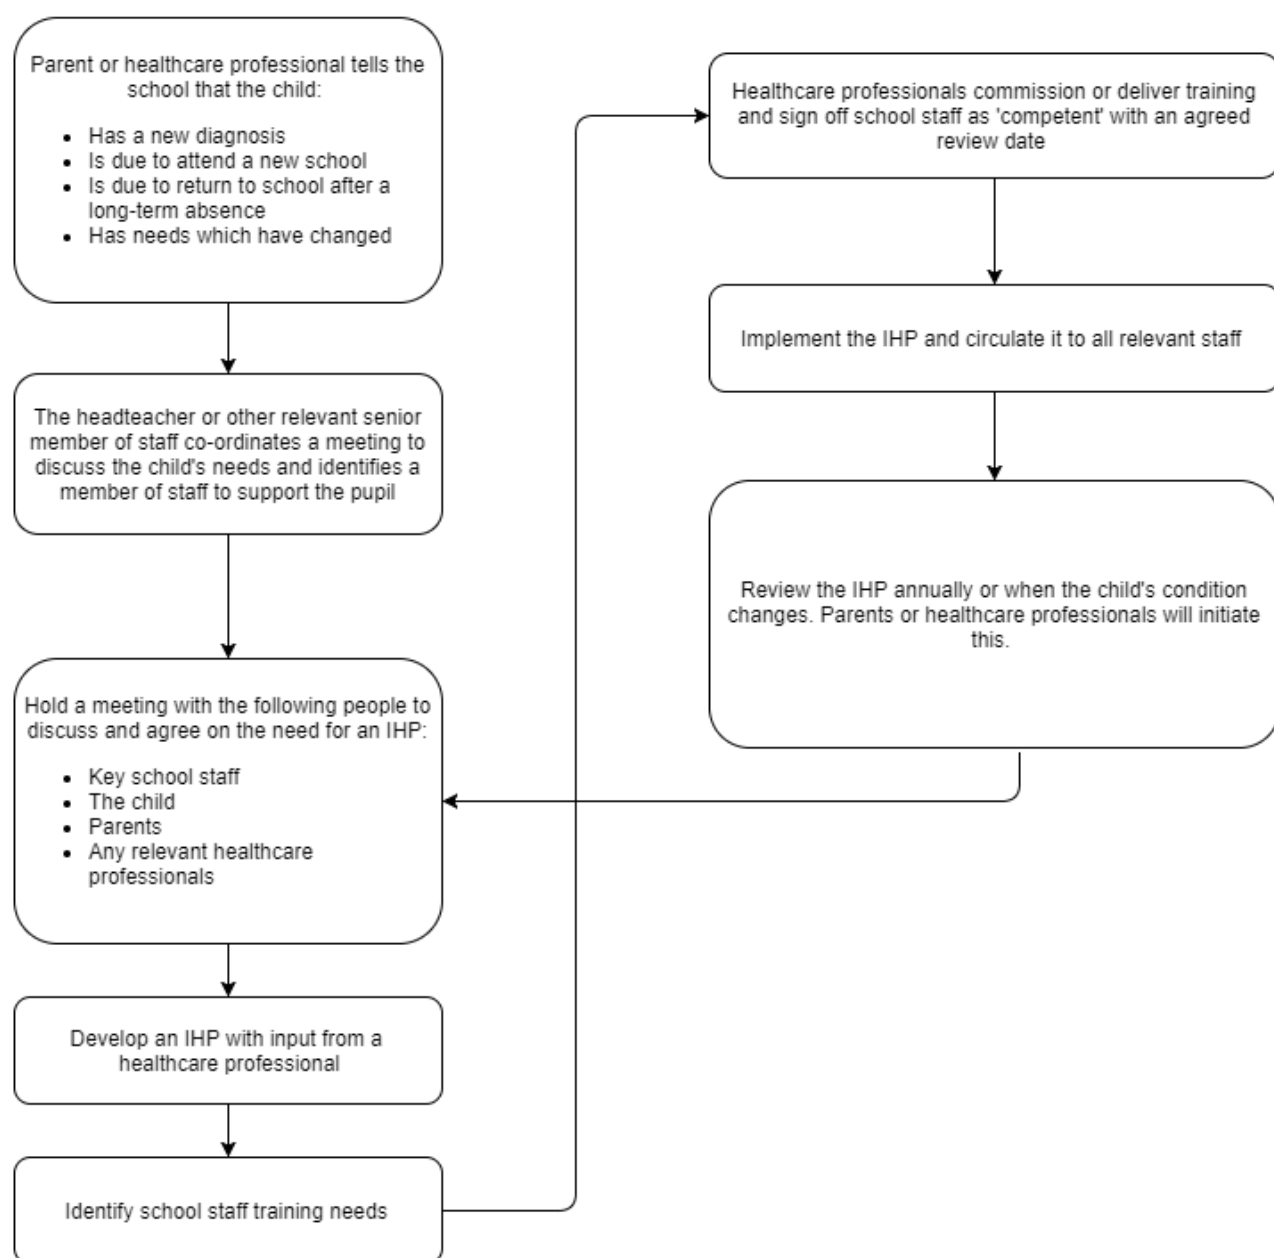 Parent or healthcare professional tells the
school that the child:
• Has a new diagnosis
• Is due to attend a new school
• Is due to return to school after a
long-term absence
• Has needs which have changed
The headteacher or other relevant senior
member of staff co-ordinates a meeting to
discuss the child's needs and identifies a
member of staff to support the pupil
Hold a meeting with the following people to
discuss and agree on the need for an IHP:
• Key school staff
• The child
• Parents
• Any relevant healthcare
professionals
Develop an IHP with input from a
healthcare professional
Identify school staff training needs
Healthcare professionals commission or deliver training
and sign off school staff as 'competent' with an agreed
review date
Implement the IHP and circulate it to all relevant staff
Review the IHP annually or when the child's condition
changes. Parents or healthcare professionals will initiate
this.